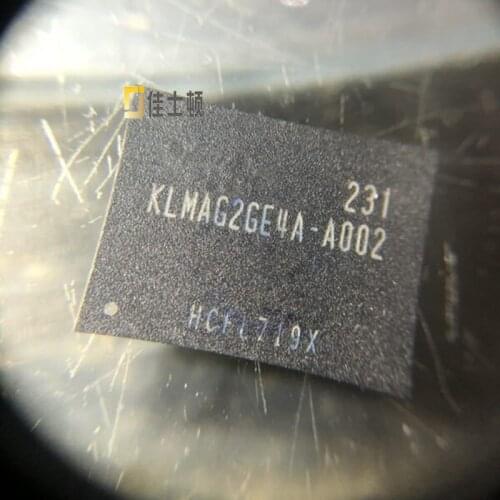 佳士顿
231
KLMAG2GE4A-A002
HCFL719X